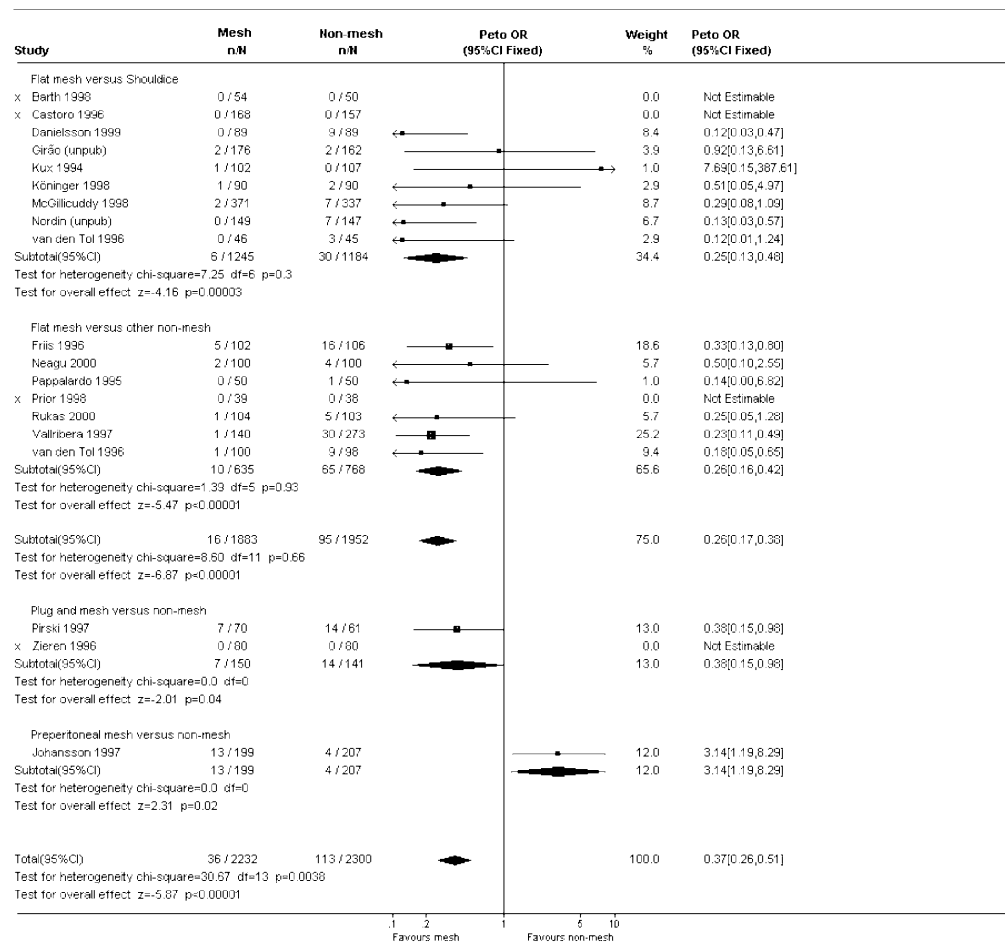 Study Mesh n/N Non-mesh n/N Peto OR (95%CI Fixed) Weight % Peto OR (95%CI Fixed)
Flat mesh versus Shouldice
x Barth 1998 0 / 54 0 / 50 0.0 Not Estimable
x Castoro 1996 0 / 168 0 / 157 0.0 Not Estimable
Danielsson 1999 0 / 89 9 / 89 8.4 0.12[0.03,0.47]
Girão (unpub) 2 / 176 2 / 162 3.9 0.92[0.13,6.61]
Kux 1994 1 / 102 0 / 107 1.0 7.69[0.15,387.61]
Köninger 1998 1 / 90 2 / 90 2.9 0.51[0.05,4.97]
McGillicuddy 1998 2 / 371 7 / 337 8.7 0.29[0.08,1.09]
Nordin (unpub) 0 / 149 7 / 147 6.7 0.13[0.03,0.57]
van den Tol 1996 0 / 46 3 / 45 2.9 0.12[0.01,1.24]
Subtotal(95%CI) 6 / 1245 30 / 1184 34.4 0.25[0.13,0.48]
Test for heterogeneity chi-square=7.25 df=6 p=0.3
Test for overall effect z=-4.16 p=0.00003
Flat mesh versus other non-mesh
Friis 1996 5 / 102 16 / 106 18.6 0.33[0.13,0.80]
Neagu 2000 2 / 100 4 / 100 5.7 0.50[0.10,2.55]
Pappalardo 1995 0 / 50 1 / 50 1.0 0.14[0.00,6.82]
x Prior 1998 0 / 39 0 / 38 0.0 Not Estimable
Rukas 2000 1 / 104 5 / 103 5.7 0.25[0.05,1.28]
Vallribera 1997 1 / 140 30 / 273 25.2 0.23[0.11,0.49]
van den Tol 1996 1 / 100 9 / 98 9.4 0.18[0.05,0.65]
Subtotal(95%CI) 10 / 635 65 / 768 65.6 0.26[0.16,0.42]
Test for heterogeneity chi-square=1.39 df=5 p=0.93
Test for overall effect z=-5.47 p<0.00001
Subtotal(95%CI) 16 / 1883 95 / 1952 75.0 0.26[0.17,0.38]
Test for heterogeneity chi-square=8.60 df=11 p=0.66
Test for overall effect z=-6.87 p<0.00001
Plug and mesh versus non-mesh
Pirski 1997 7 / 70 14 / 61 13.0 0.38[0.15,0.98]
x Zieren 1996 0 / 80 0 / 80 0.0 Not Estimable
Subtotal(95%CI) 7 / 150 14 / 141 13.0 0.38[0.15,0.98]
Test for heterogeneity chi-square=0.0 df=0
Test for overall effect z=-2.01 p=0.04
Preperitoneal mesh versus non-mesh
Johansson 1997 13 / 199 4 / 207 12.0 3.14[1.19,8.29]
Subtotal(95%CI) 13 / 199 4 / 207 12.0 3.14[1.19,8.29]
Test for heterogeneity chi-square=0.0 df=0
Test for overall effect z=2.31 p=0.02
Total(95%CI) 36 / 2232 113 / 2300 100.0 0.37[0.26,0.51]
Test for heterogeneity chi-square=30.67 df=13 p=0.0038
Test for overall effect z=-5.87 p<0.00001
.1 .2 1 5 10
Favours mesh Favours non-mesh